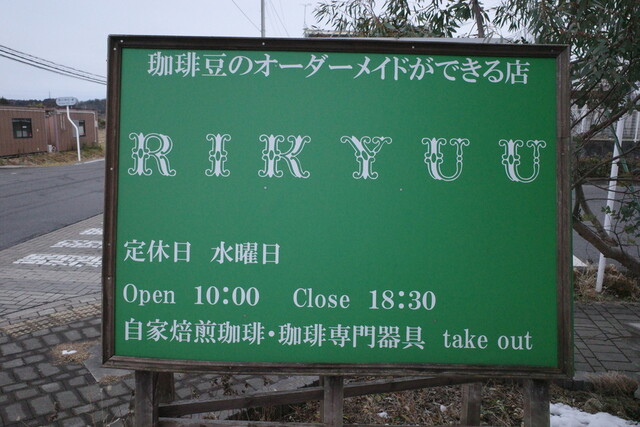 珈琲豆のオーダーメイドができる店
RIKYUU
定休日 水曜日
Open 10:00 Close 18:30
自家焙煎珈琲・珈琲専門器具 take out